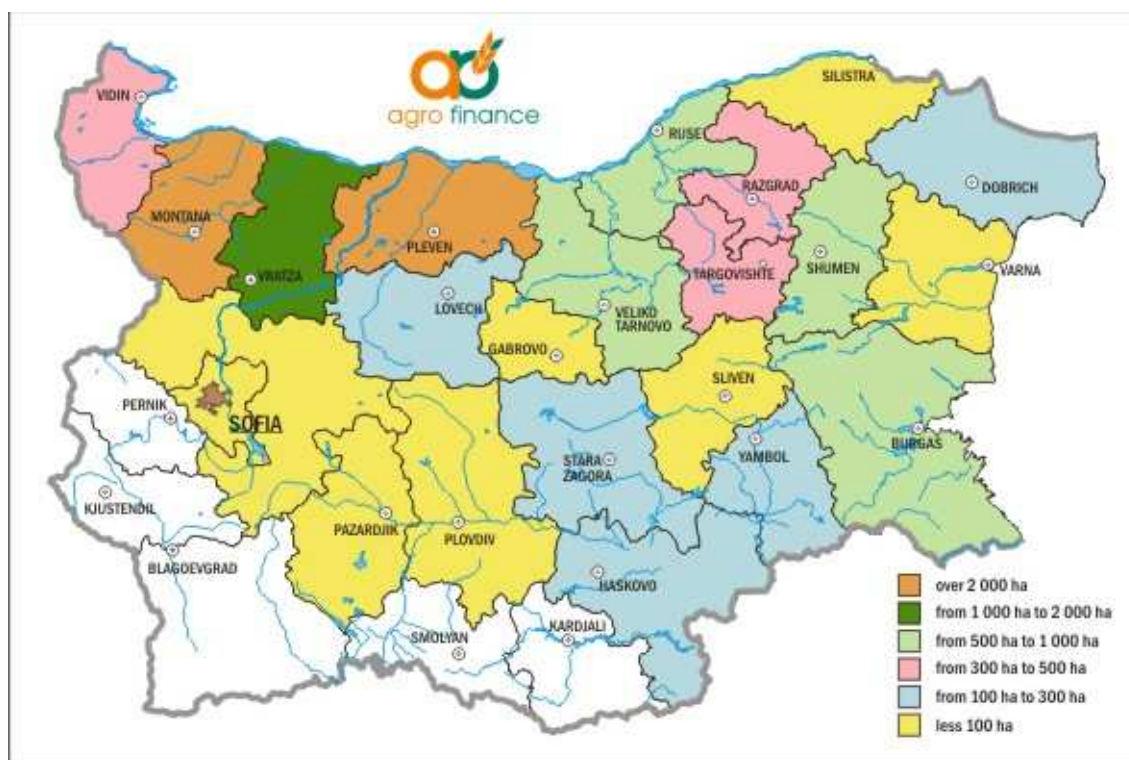 agro finance
VIDIN
SILISTRA
RUSE
RAZGRAD
DOBRICH
MONTANA
PLEVEN
VRATZA
TARGOVISHTE
SHUMEN
VARNA
LOVECH
VELIKO
TARNOVO
GABROVO
SLIVEN
PERNIK
SOFIA
BURGAS
YAMBOL
STARA
ZAGORA
KJUSTENDIL
PAZARDJIK
PLOVDIV
BLAGOEVGRAD
HASKOVO
SMOLYAN
KARDJALI
over 2 000 ha
from 1 000 ha to 2 000 ha
from 500 ha to 1 000 ha
from 300 ha to 500 ha
from 100 ha to 300 ha
less 100 ha